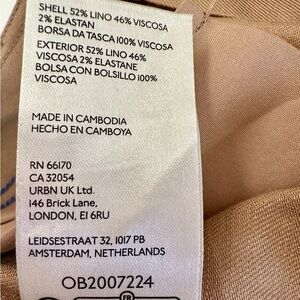 SHELL 52% LINO 46% VISCOSA
2% ELASTAN
BORSA DA TASCA 100% VISCOSA
EXTERIOR 52% LINO 46%
VISCOSA 2% ELASTANE
BOLSA CON BOLSILLO 100%
VISCOSA
MADE IN CAMBODIA
HECHO EN CAMBOYA
RN 66170
CA 32054
URBN UK Ltd.
146 Brick Lane,
LONDON, E1 6RU
LEIDSESTRAAT 32, 1017 PB
AMSTERDAM, NETHERLANDS
OB2007224
FR